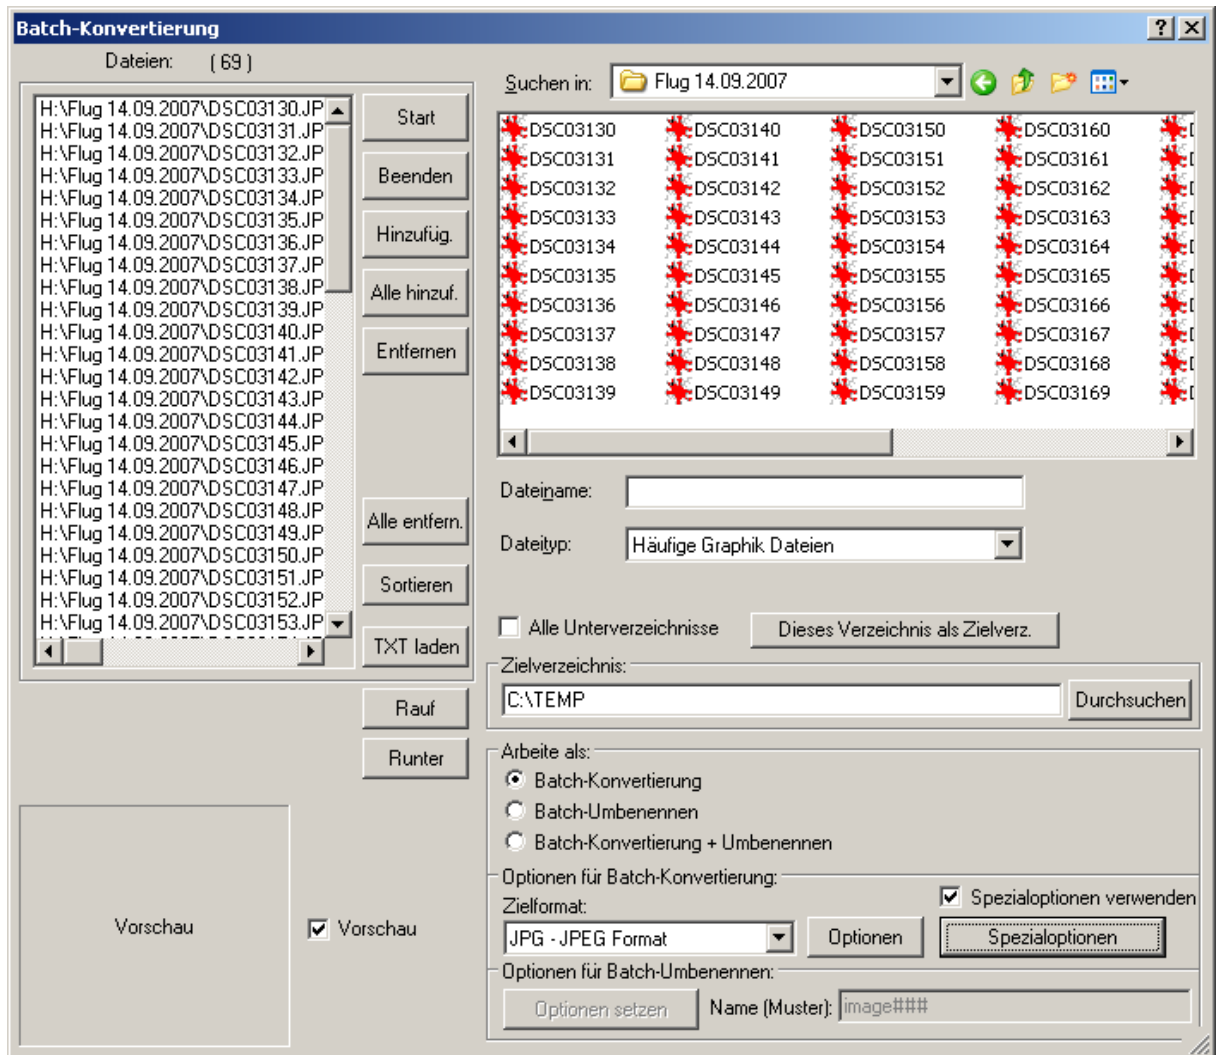 Batch-Konvertierung
Dateien: ( 69 )
H:\Flug 14.09.2007\DSC03130.JP
H:\Flug 14.09.2007\DSC03131.JP
H:\Flug 14.09.2007\DSC03132.JP
H:\Flug 14.09.2007\DSC03133.JP
H:\Flug 14.09.2007\DSC03134.JP
H:\Flug 14.09.2007\DSC03135.JP
H:\Flug 14.09.2007\DSC03136.JP
H:\Flug 14.09.2007\DSC03137.JP
H:\Flug 14.09.2007\DSC03138.JP
H:\Flug 14.09.2007\DSC03139.JP
H:\Flug 14.09.2007\DSC03140.JP
H:\Flug 14.09.2007\DSC03141.JP
H:\Flug 14.09.2007\DSC03142.JP
H:\Flug 14.09.2007\DSC03143.JP
H:\Flug 14.09.2007\DSC03144.JP
H:\Flug 14.09.2007\DSC03145.JP
H:\Flug 14.09.2007\DSC03146.JP
H:\Flug 14.09.2007\DSC03147.JP
H:\Flug 14.09.2007\DSC03148.JP
H:\Flug 14.09.2007\DSC03149.JP
H:\Flug 14.09.2007\DSC03150.JP
H:\Flug 14.09.2007\DSC03151.JP
H:\Flug 14.09.2007\DSC03152.JP
H:\Flug 14.09.2007\DSC03153.JP
Start
Beenden
Hinzufüg.
Alle hinzuf.
Entfernen
Alle entfern.
Sortieren
TXT laden
Rauf
Runter
Vorschau
Vorschau
Suchen in: Flug 14.09.2007
DSC03130 DSC03140 DSC03150 DSC03160
DSC03131 DSC03141 DSC03151 DSC03161
DSC03132 DSC03142 DSC03152 DSC03162
DSC03133 DSC03143 DSC03153 DSC03163
DSC03134 DSC03144 DSC03154 DSC03164
DSC03135 DSC03145 DSC03155 DSC03165
DSC03136 DSC03146 DSC03156 DSC03166
DSC03137 DSC03147 DSC03157 DSC03167
DSC03138 DSC03148 DSC03158 DSC03168
DSC03139 DSC03149 DSC03159 DSC03169
Dateiname:
Dateityp: Häufige Graphik Dateien
Alle Unterverzeichnisse Dieses Verzeichnis als Zielverz.
Zielverzeichnis:
C:\TEMP Durchsuchen
Arbeite als:
Batch-Konvertierung
Batch-Umbenennen
Batch-Konvertierung + Umbenennen
Optionen für Batch-Konvertierung:
Spezialoptionen verwenden
Zielformat:
JPG - JPEG Format Optionen Spezialoptionen
Optionen für Batch-Umbenennen:
Optionen setzen Name (Muster): image###